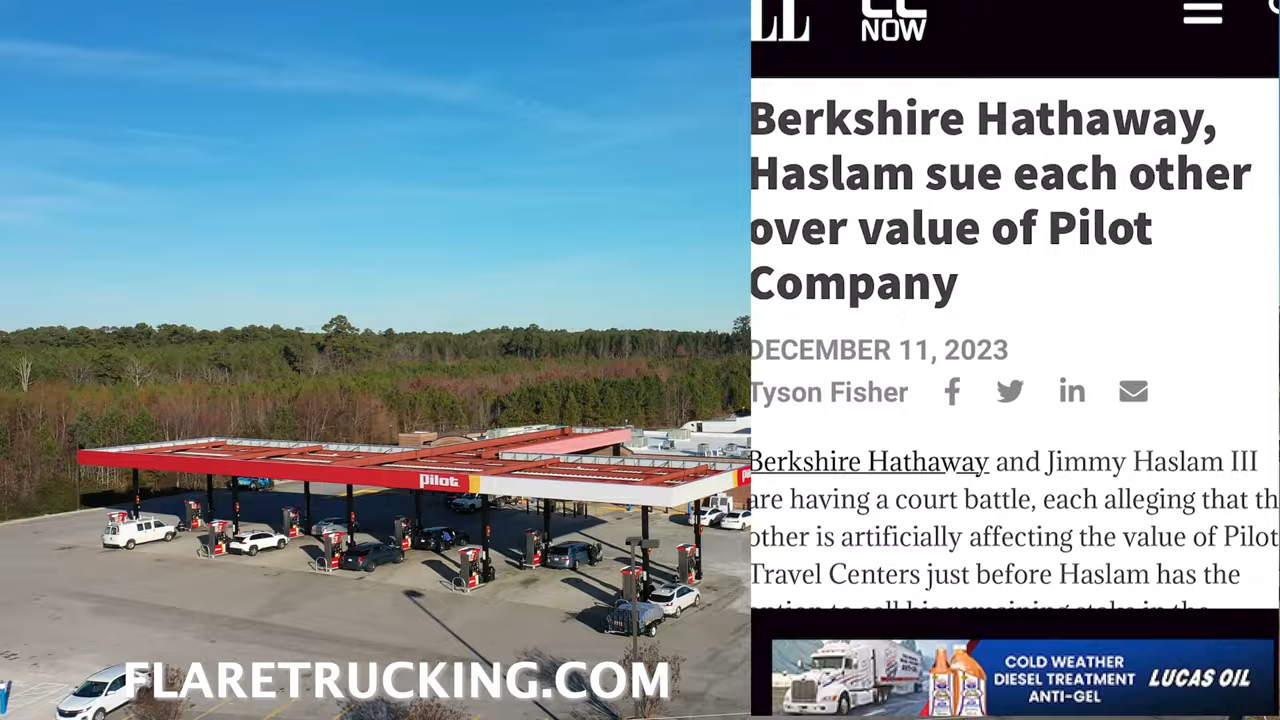 pilot
FLARETRUCKING.COM
NOW
Berkshire Hathaway,
Haslam sue each other
over value of Pilot
Company
DECEMBER 11, 2023
Tyson Fisher
Berkshire Hathaway and Jimmy Haslam III
are having a court battle, each alleging that th
other is artificially affecting the value of Pilot
Travel Centers just before Haslam has the
COLD WEATHER
DIESEL TREATMENT
ANTI-GEL
LUCAS OIL